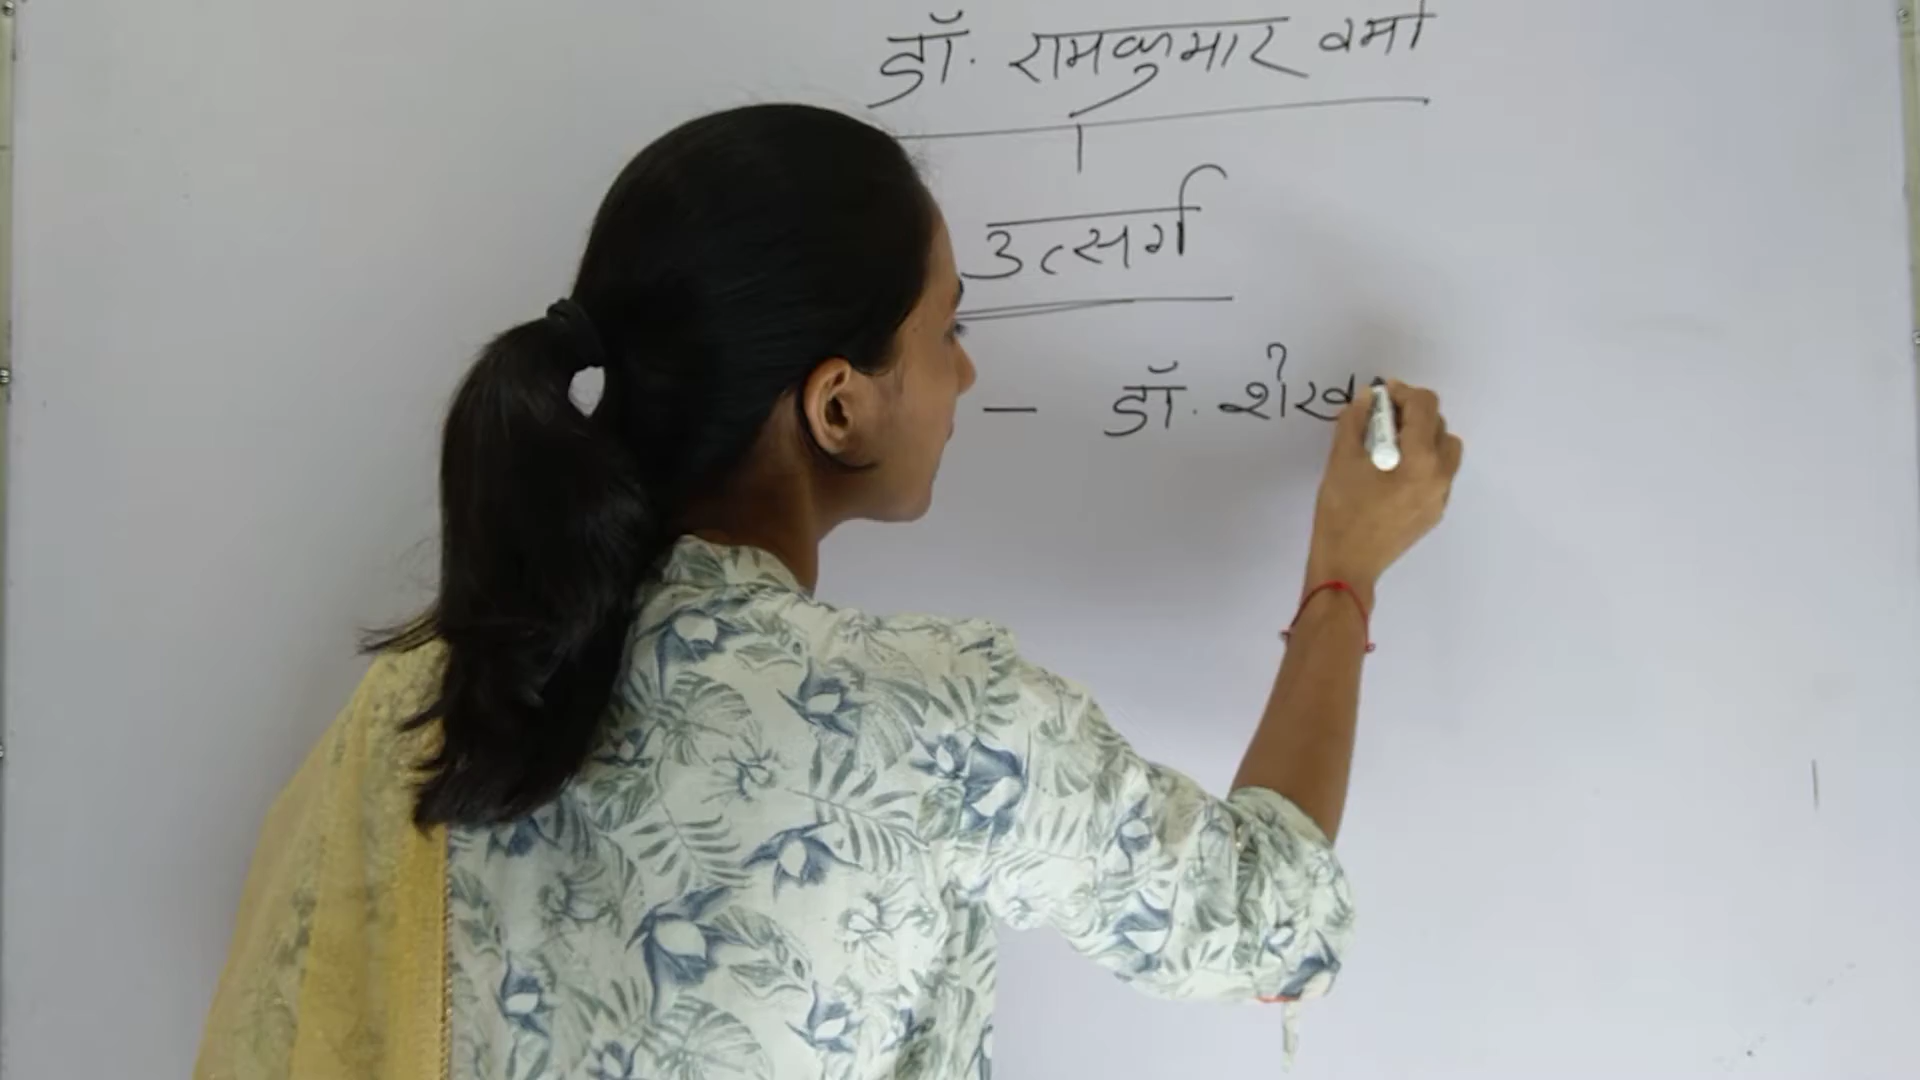 डॉ. रामकुमार वर्मा
उत्सर्ग
– डॉ. शेख